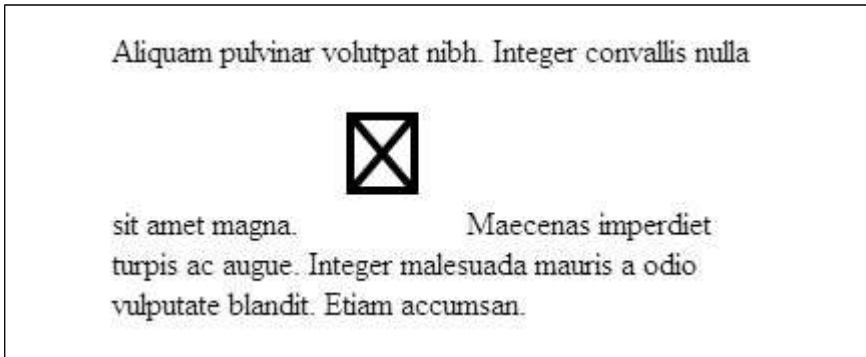 Aliquam pulvinar volutpat nibh. Integer convallis nulla
sit amet magna. Maecenas imperdiet
turpis ac augue. Integer malesuada mauris a odio
vulputate blandit. Etiam accumsan.